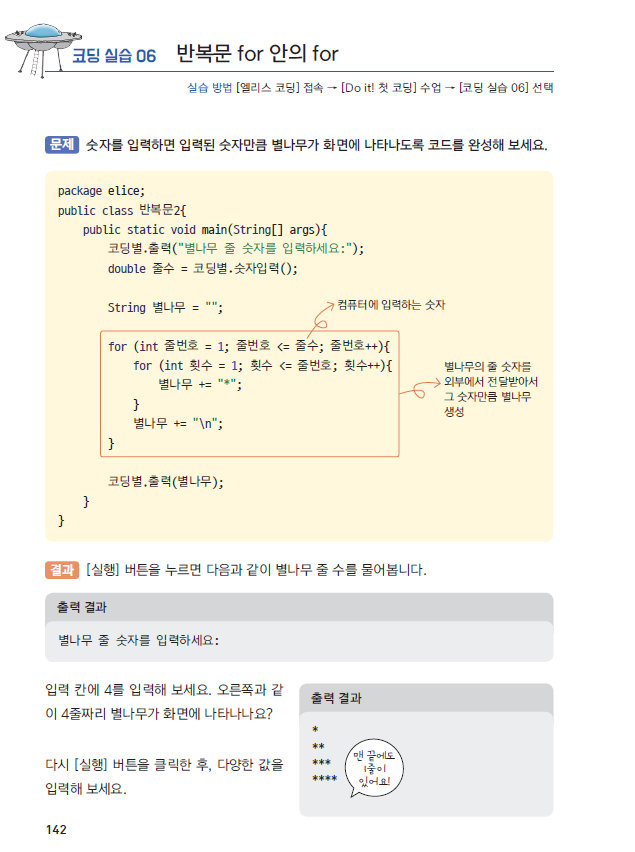 코딩 실습 06 반복문 for 안의 for
실습 방법 [엘리스 코딩] 접속 → [Do it! 첫 코딩] 수업 → [코딩 실습 06] 선택
문제 숫자를 입력하면 입력된 숫자만큼 별나무가 화면에 나타나도록 코드를 완성해 보세요.
package elice;
public class 반복문2{
public static void main(String[] args){
코딩별.출력("별나무 줄 숫자를 입력하세요:");
double 줄수 = 코딩별.숫자입력();
String 별나무 = "";
컴퓨터에 입력하는 숫자
for (int 줄번호 = 1; 줄번호 <= 줄수; 줄번호++){
for (int 횟수 = 1; 횟수 <= 줄번호; 횟수++){
별나무 += "*";
}
별나무 += "\n";
}
별나무의 줄 숫자를
외부에서 전달받아서
그 숫자만큼 별나무
생성
코딩별.출력(별나무);
}
}
결과 [실행] 버튼을 누르면 다음과 같이 별나무 줄 수를 물어봅니다.
출력 결과
별나무 줄 숫자를 입력하세요:
입력 칸에 4를 입력해 보세요. 오른쪽과 같
이 4줄짜리 별나무가 화면에 나타나나요?
다시 [실행] 버튼을 클릭한 후, 다양한 값을
입력해 보세요.
출력 결과
*
**
***
****
맨 끝에도
1줄이
있어요!
142